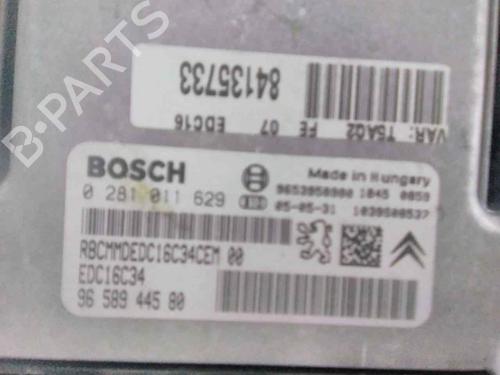 B-PARTS
84135733
VAR: T5A02 FE 07 EDC16
BOSCH
Made in Hungary
0 281 011 629
9653958980 1045 0859
05-05-31 1039S08537
RBCMMDEDC16C34CEM 00
EDC16C34
96 589 445 80